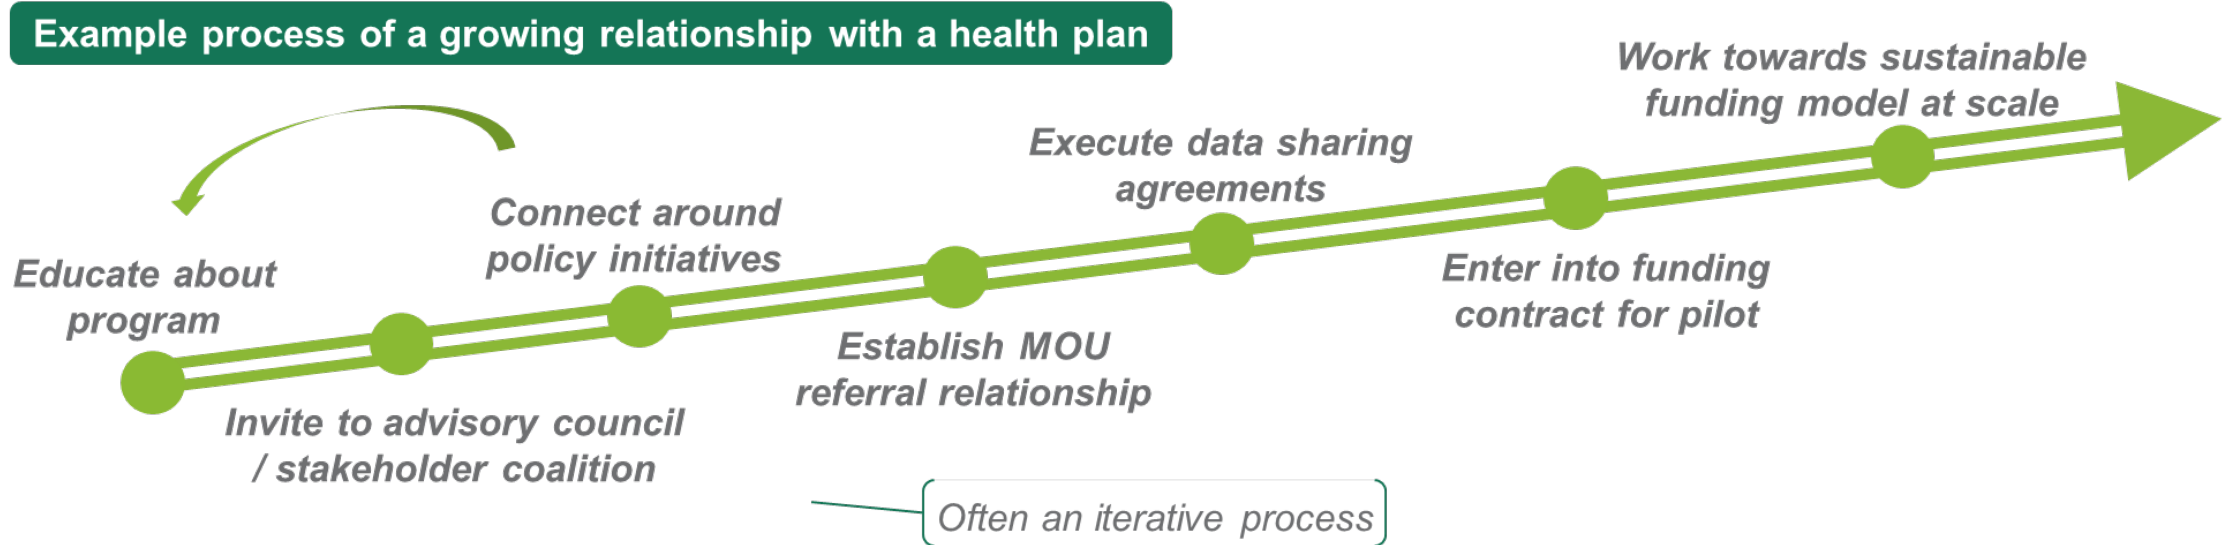 Example process of a growing relationship with a health plan
Educate about
program
Invite to advisory council
/ stakeholder coalition
Connect around
policy initiatives
Establish MOU
referral relationship
Execute data sharing
agreements
Enter into funding
contract for pilot
Work towards sustainable
funding model at scale
Often an iterative process